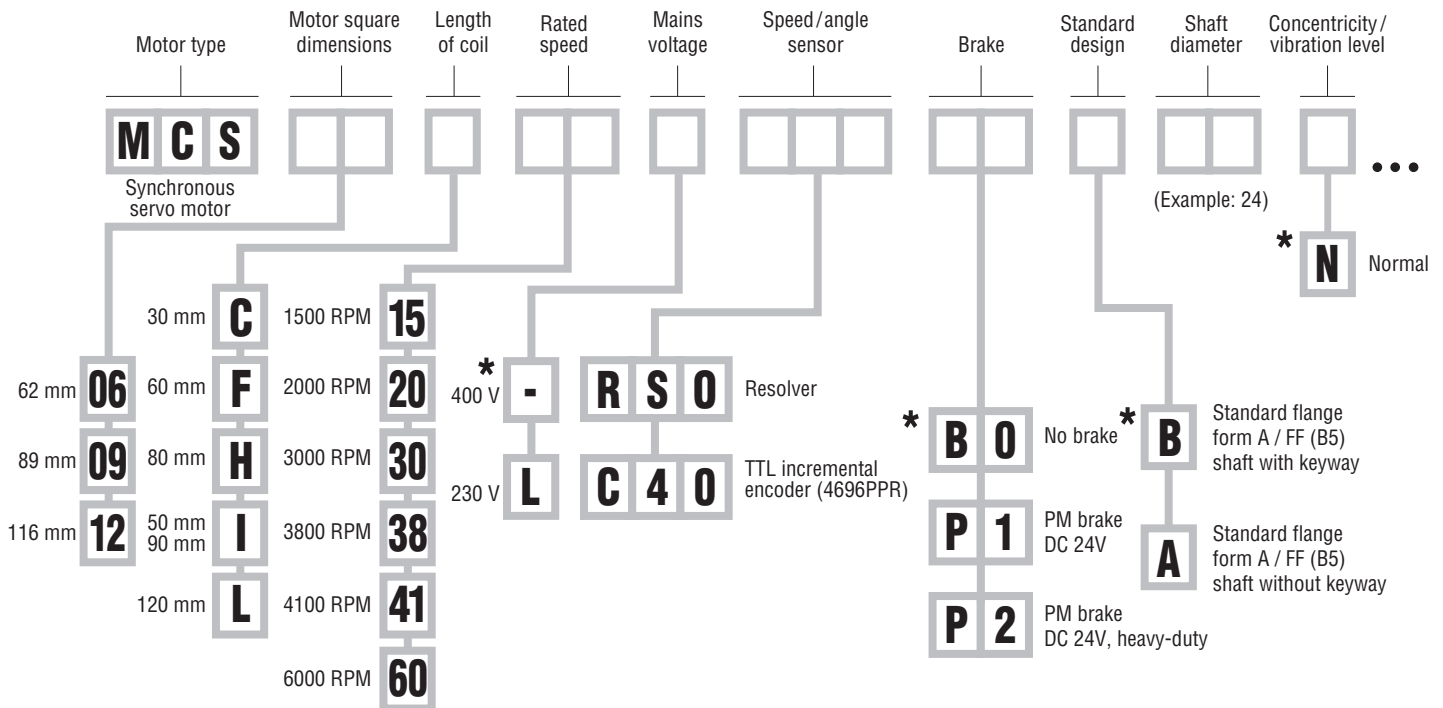 Motor type
Motor square
dimensions
Length
of coil
Rated
speed
Mains
voltage
Speed/angle
sensor
Brake
Standard
design
Shaft
diameter
Concentricity/
vibration level
M C S
Synchronous
servo motor
(Example: 24)
•••
62 mm 06
89 mm 09
116 mm 12
30 mm C
60 mm F
80 mm H
50 mm
90 mm I
120 mm L
1500 RPM 15
2000 RPM 20
3000 RPM 30
3800 RPM 38
4100 RPM 41
6000 RPM 60
*
400 V -
230 V L
R S 0 Resolver
C 4 0 TTL incremental
encoder (4696PPR)
* B 0 No brake
P 1 PM brake
DC 24V
P 2 PM brake
DC 24V, heavy-duty
* B Standard flange
form A / FF (B5)
shaft with keyway
A Standard flange
form A / FF (B5)
shaft without keyway
* N Normal